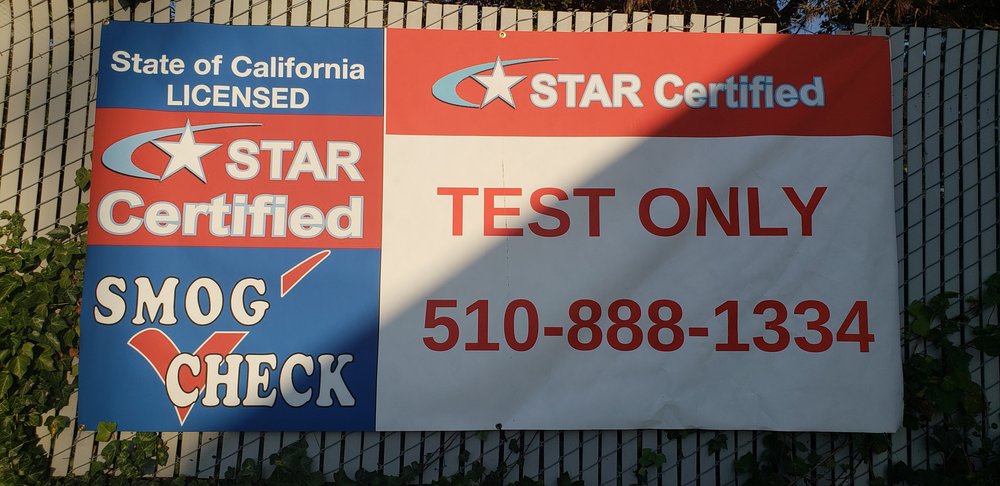 State of California
LICENSED
STAR
Certified
SMOG
CHECK
STAR Certified
TEST ONLY
510-888-1334